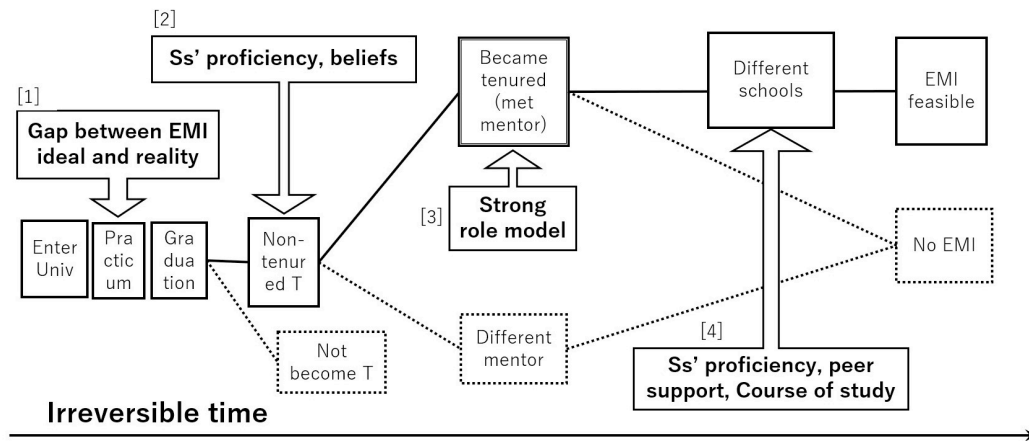 [2]
Ss' proficiency, beliefs
[1]
Gap between EMI
ideal and reality
Enter
Univ
Pra
ctic
um
Gra
dua
tion
Non-
tenur
ed T
Not
become T
Became
tenured
(met
mentor)
[3]
Strong
role model
Different
mentor
Different
schools
[4]
Ss' proficiency, peer
support, Course of study
EMI
feasible
No EMI
Irreversible time